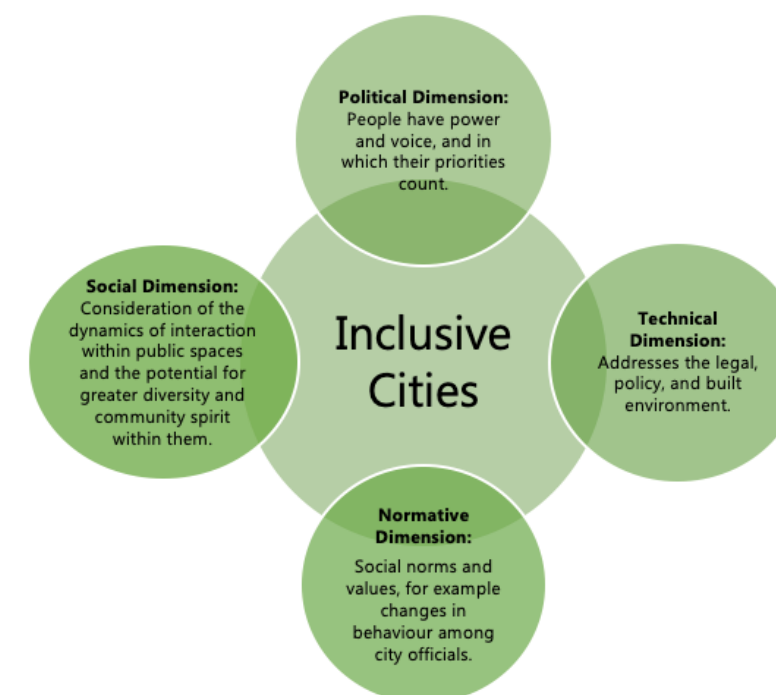 Political Dimension:
People have power
and voice, and in
which their priorities
count.
Social Dimension:
Consideration of the
dynamics of interaction
within public spaces
and the potential for
greater diversity and
community spirit
within them.
Inclusive
Cities
Technical
Dimension:
Addresses the legal,
policy, and built
environment.
Normative
Dimension:
Social norms and
values, for example
changes in
behaviour among
city officials.